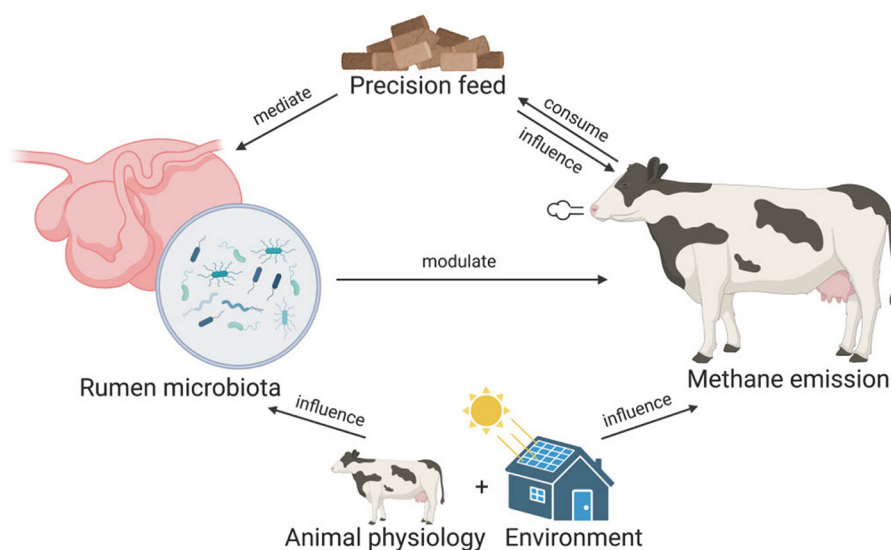 Precision feed
mediate
consume
influence
modulate
Rumen microbiota
Methane emission
influence
influence
+
Animal physiology
Environment